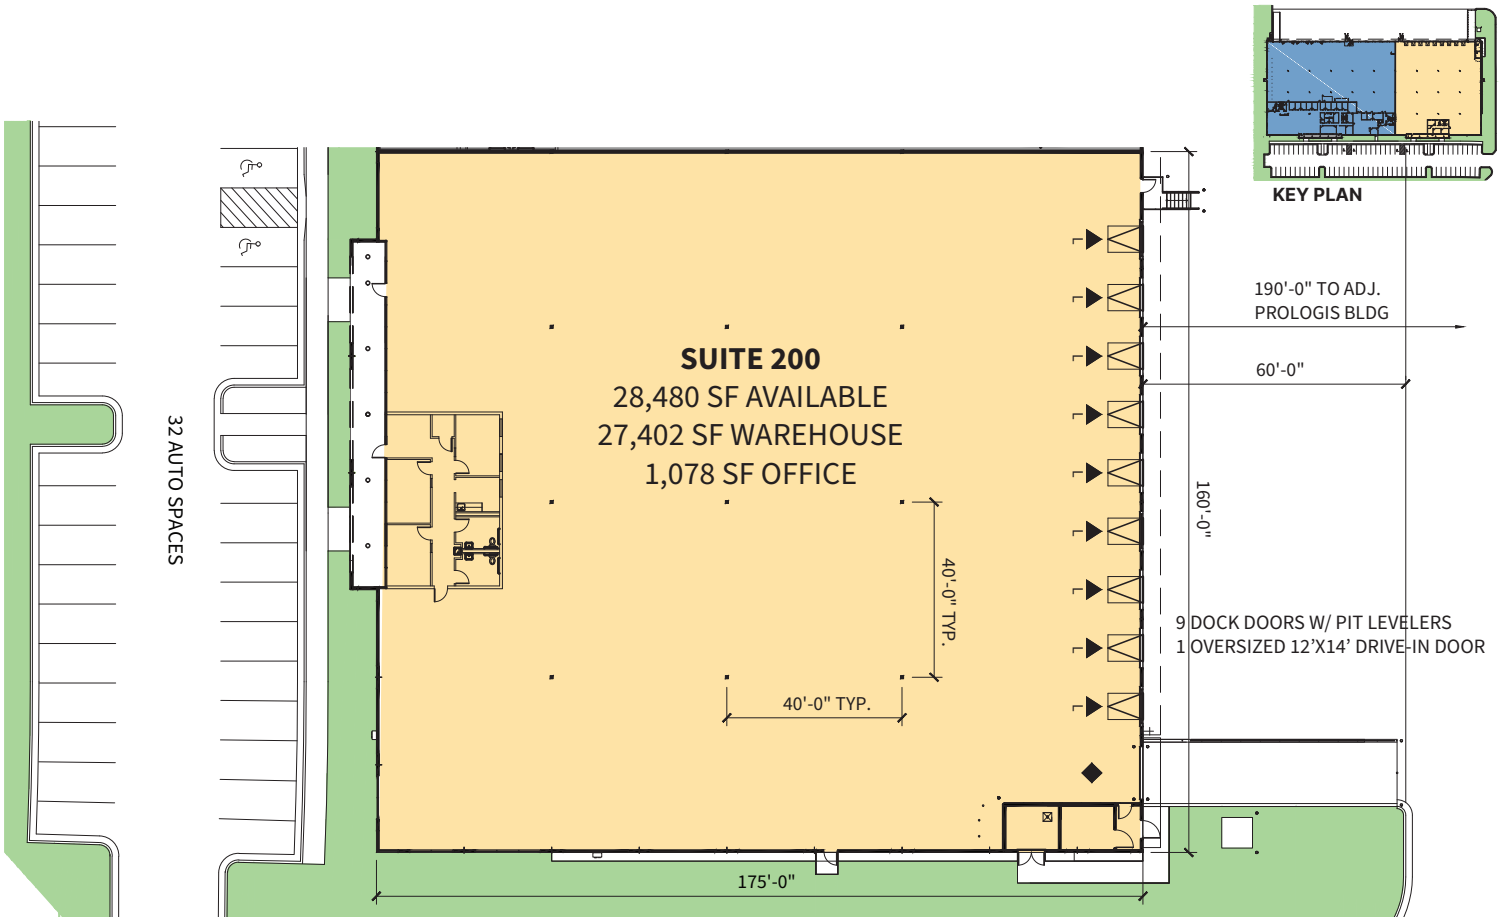 KEY PLAN
190'-0" TO ADJ.
PROLOGIS BLDG
60'-0"
SUITE 200
28,480 SF AVAILABLE
27,402 SF WAREHOUSE
1,078 SF OFFICE
32 AUTO SPACES
160'-0"
40'-0" TYP.
9 DOCK DOORS W/ PIT LEVELERS
1 OVERSIZED 12'X14' DRIVE-IN DOOR
40'-0" TYP.
175'-0"